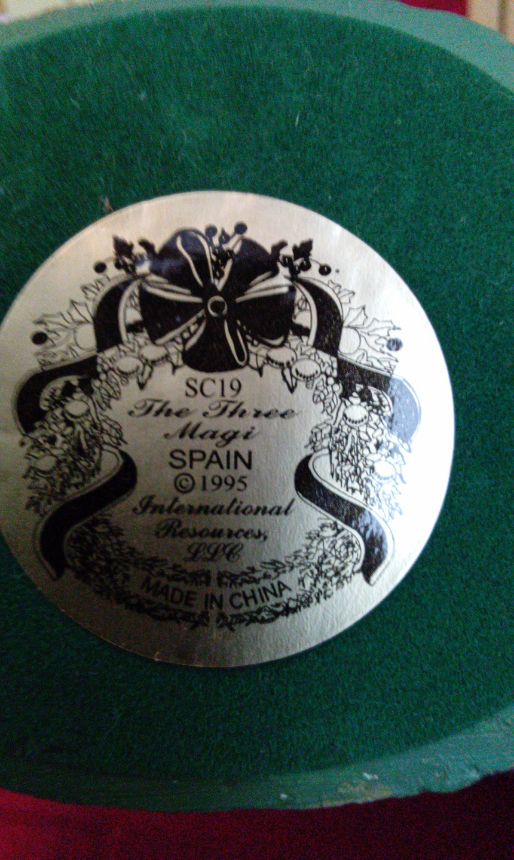 SC19
The Three
Magi
SPAIN
© 1995
International
Resources,
LLC
MADE IN CHINA